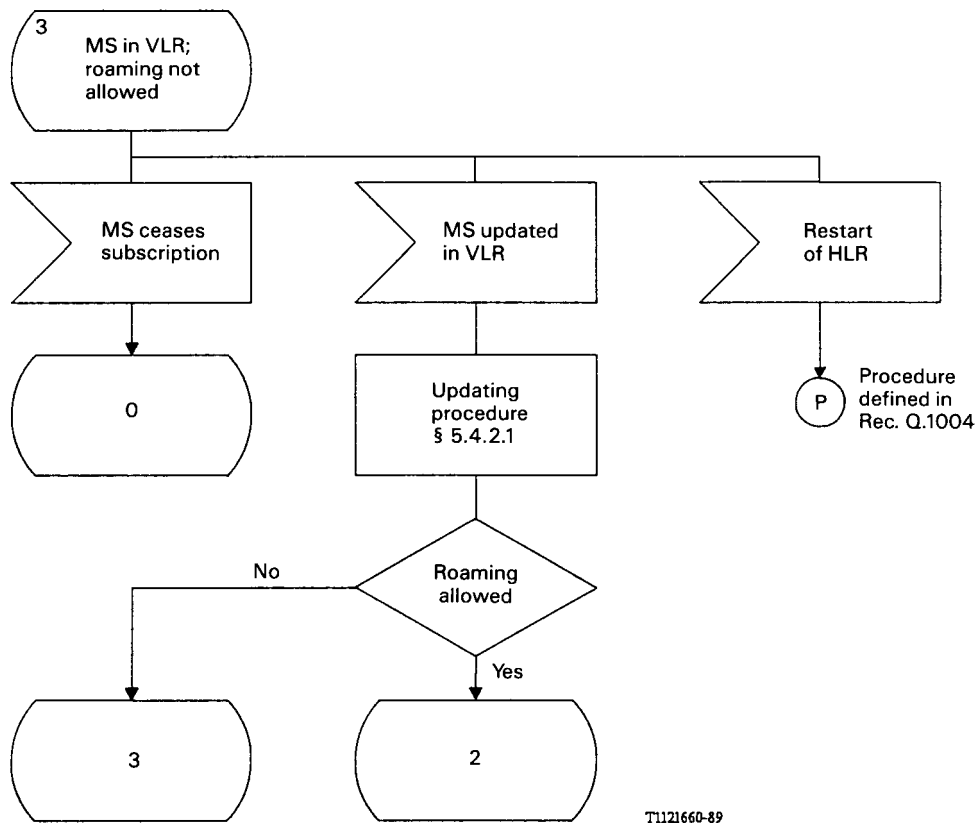 3
MS in VLR;
roaming not
allowed
MS ceases
subscription
MS updated
in VLR
Restart
of HLR
0
Updating
procedure
§ 5.4.2.1
P
Procedure
defined in
Rec. Q.1004
No
Roaming
allowed
Yes
3
2
T1121660-89